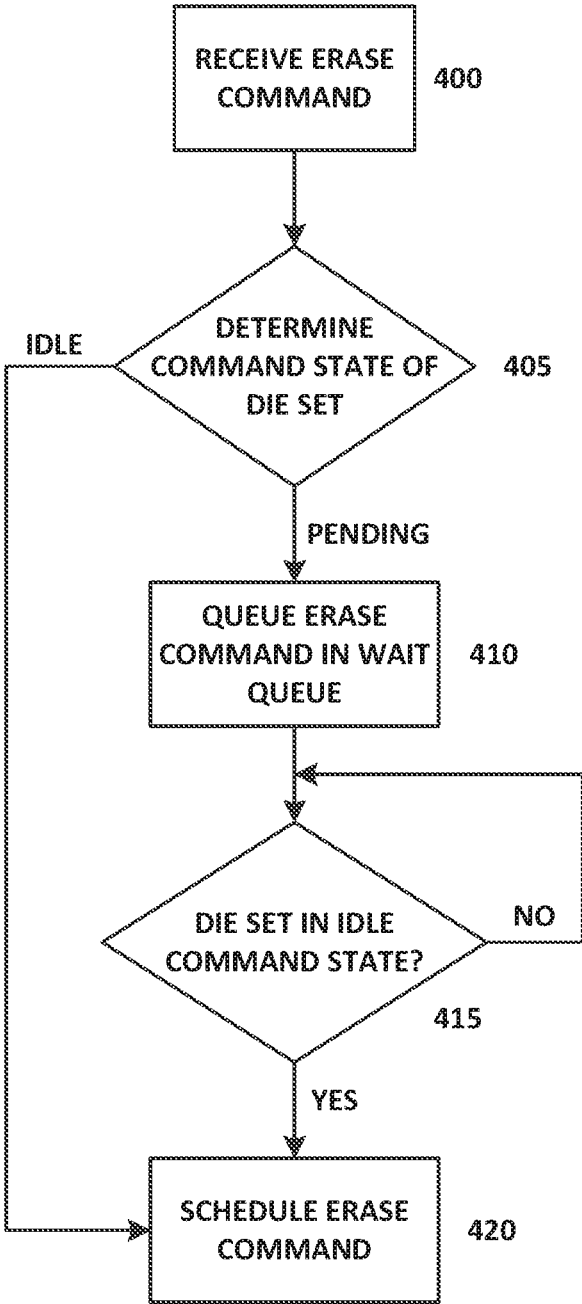 RECEIVE ERASE
COMMAND
400
IDLE
DETERMINE
COMMAND STATE OF
DIE SET
405
PENDING
QUEUE ERASE
COMMAND IN WAIT
QUEUE
410
DIE SET IN IDLE
COMMAND STATE?
NO
415
YES
SCHEDULE ERASE
COMMAND
420